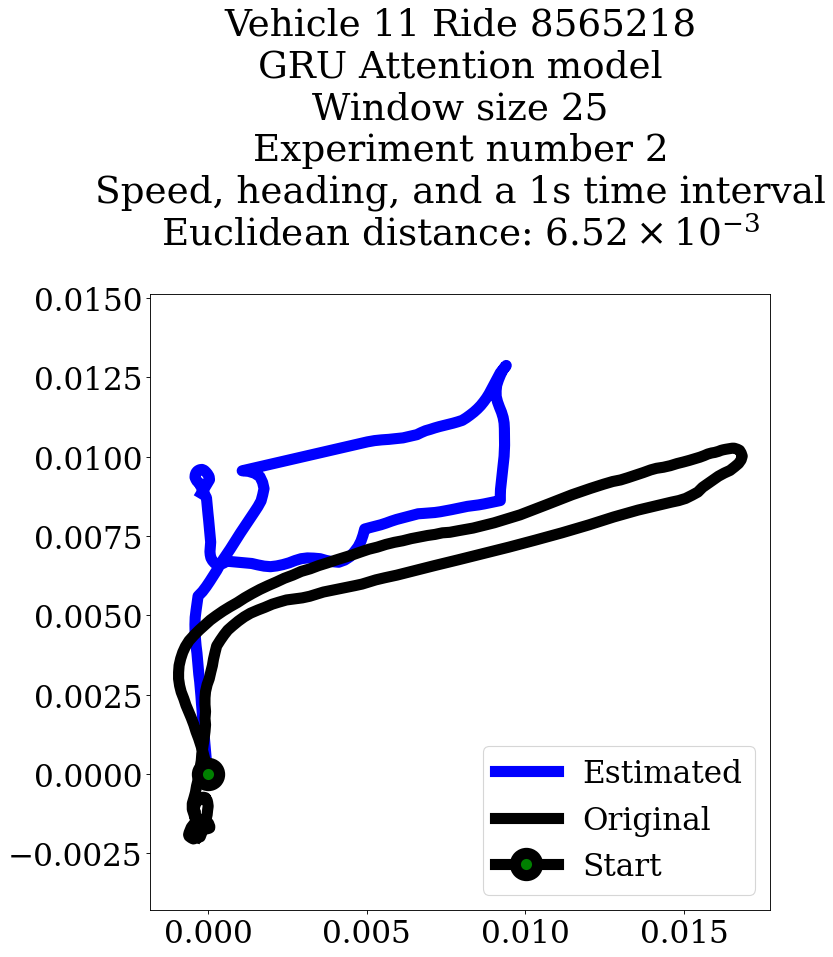 Vehicle 11 Ride 8565218
GRU Attention model
Window size 25
Experiment number 2
Speed, heading, and a 1s time interval
Euclidean distance: 6.52 × 10⁻³
0.0150
0.0125
0.0100
0.0075
0.0050
0.0025
0.0000
−0.0025
0.000 0.005 0.010 0.015
Estimated
Original
Start